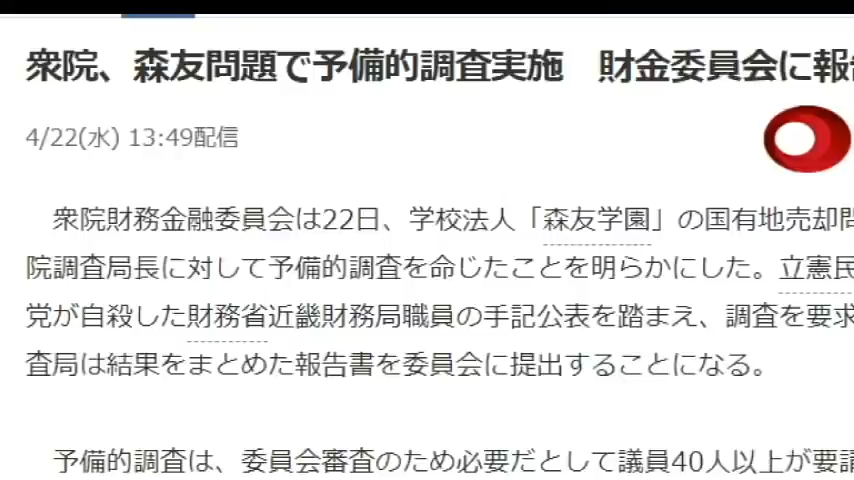 衆院、森友問題で予備的調査実施　財金委員会に報
4/22(水) 13:49配信
衆院財務金融委員会は22日、学校法人「森友学園」の国有地売却
院調査局長に対して予備的調査を命じたことを明らかにした。立憲民
党が自殺した財務省近畿財務局職員の手記公表を踏まえ、調査を要求
査局は結果をまとめた報告書を委員会に提出することになる。
予備的調査は、委員会審査のため必要だとして議員40人以上が要